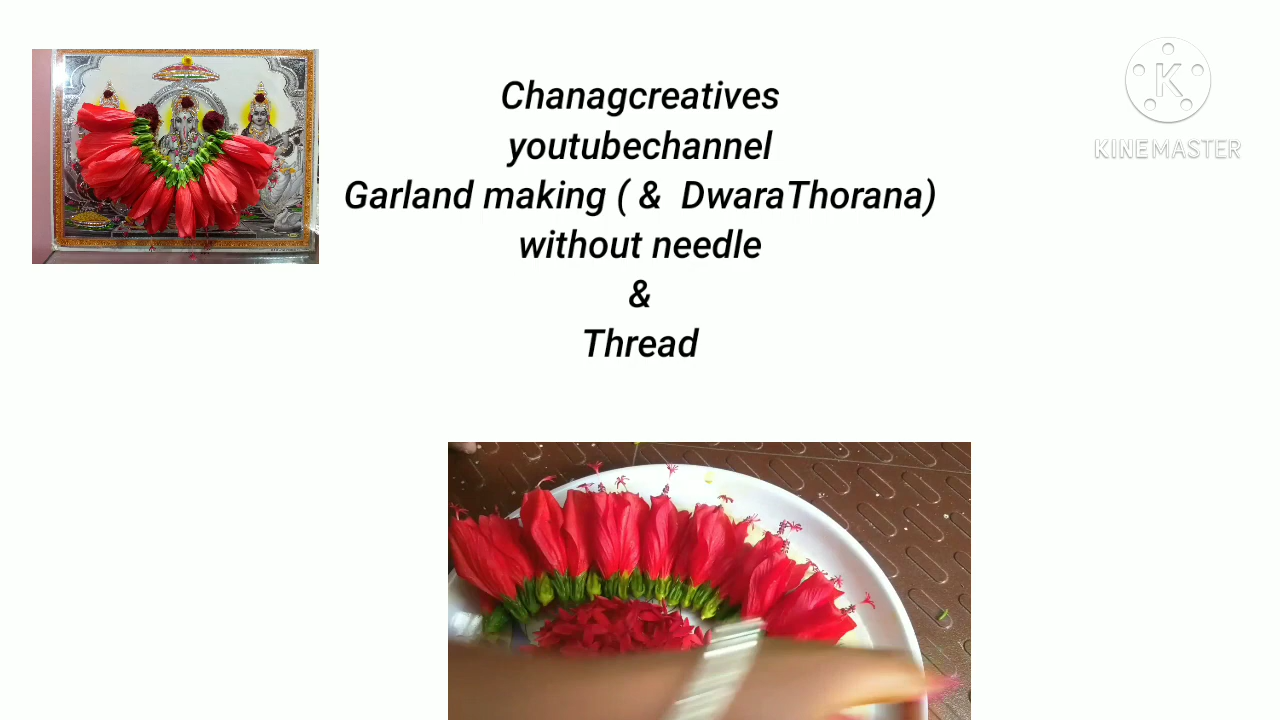 Chanagcreatives
youtubechannel
Garland making ( &  DwaraThorana)
without needle
&
Thread
K
KINEMASTER